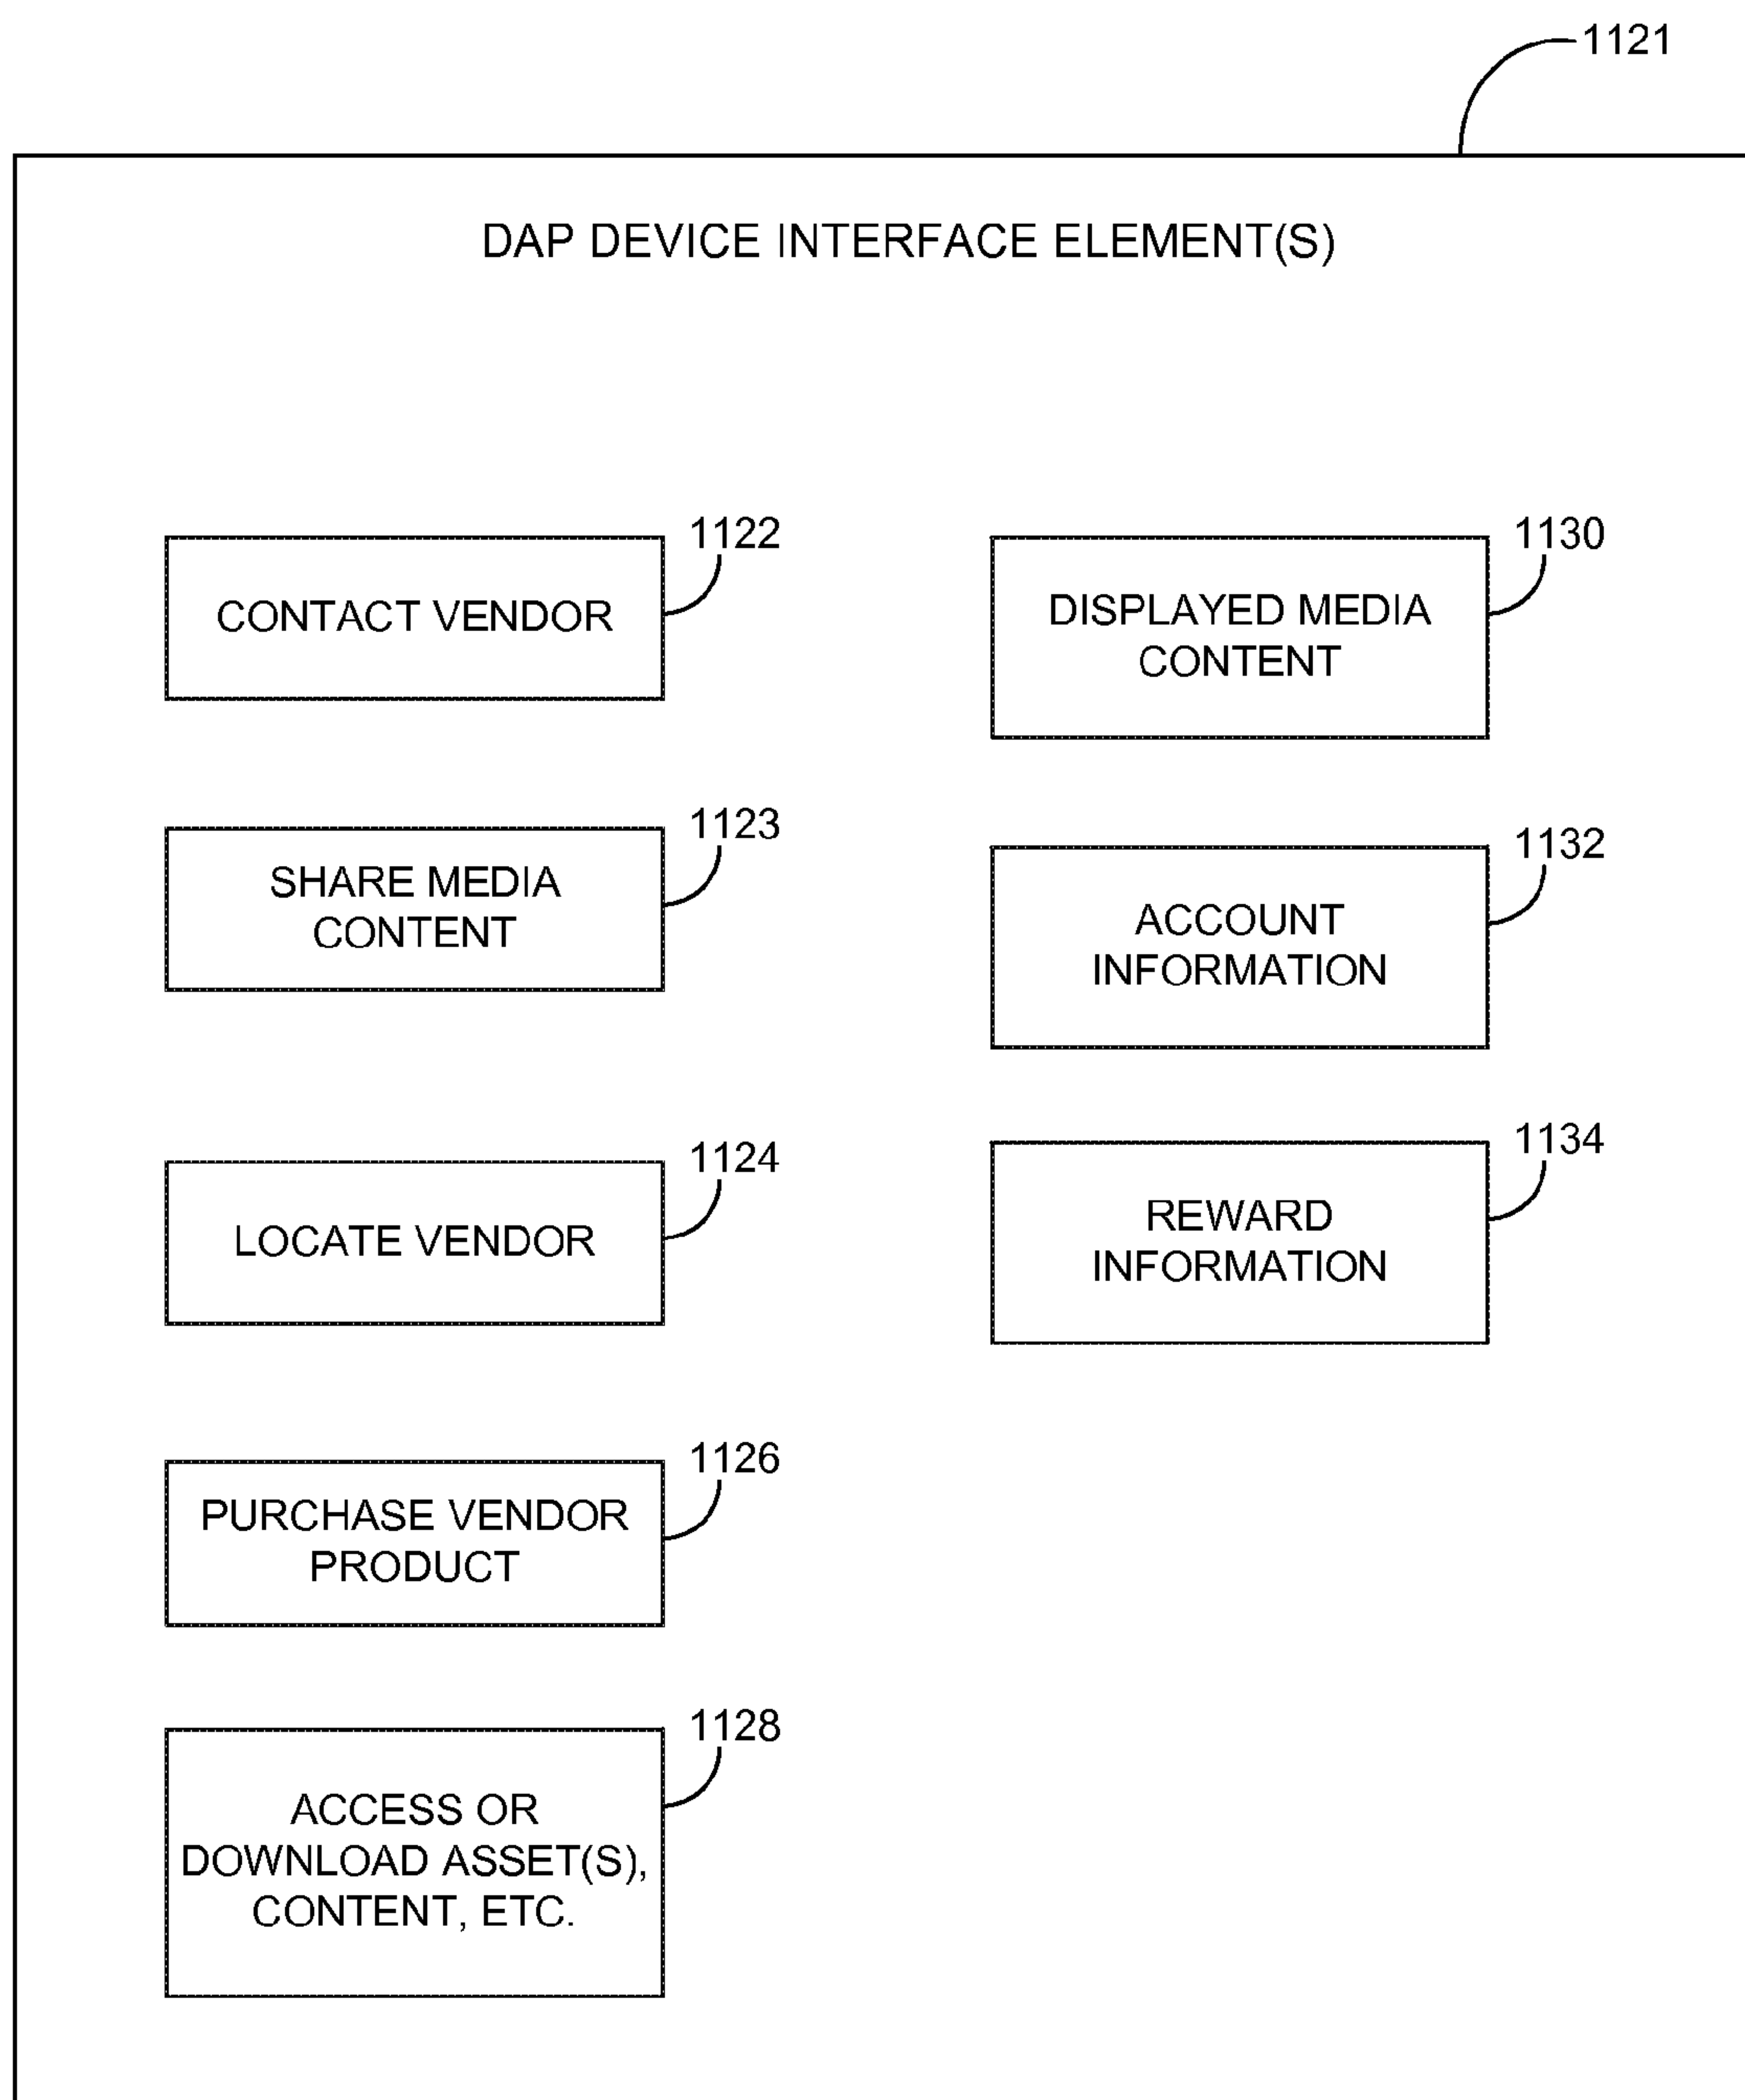 1121
DAP DEVICE INTERFACE ELEMENT(S)
1122
CONTACT VENDOR
1123
SHARE MEDIA
CONTENT
1124
LOCATE VENDOR
1126
PURCHASE VENDOR
PRODUCT
1128
ACCESS OR
DOWNLOAD ASSET(S),
CONTENT, ETC.
1130
DISPLAYED MEDIA
CONTENT
1132
ACCOUNT
INFORMATION
1134
REWARD
INFORMATION